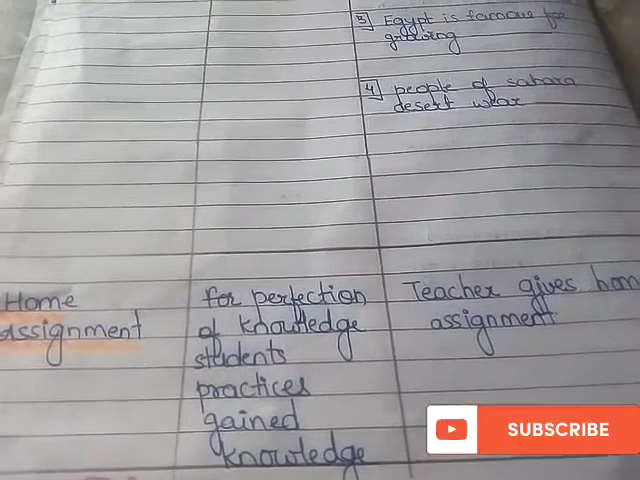 3] Egypt is famous for
growing
4] people of sahara
desert wear
Home
assignment
for perfection
of knowledge
students
practices
gained
knowledge
Teacher gives hom
assignment
SUBSCRIBE